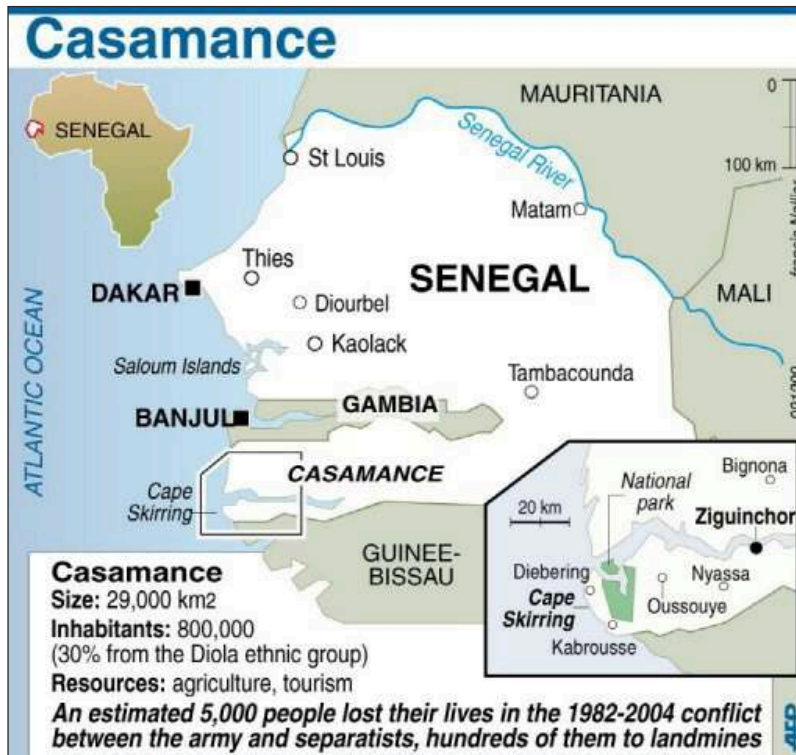 Casamance
SENEGAL
MAURITANIA
0
100 km
Senegal River
St Louis
Matam
Thies
DAKAR
SENEGAL
MALI
Diourbel
Kaolack
Saloum Islands
Tambacounda
ATLANTIC OCEAN
BANJUL
GAMBIA
CASAMANCE
Cape
Skirring
GUINEE-
BISSAU
National
park
Bignona
20 km
Ziguinchor
Diebering
Nyassa
Cape
Skirring
Oussouye
Kabrousse
Casamance
Size: 29,000 km2
Inhabitants: 800,000
(30% from the Diola ethnic group)
Resources: agriculture, tourism
An estimated 5,000 people lost their lives in the 1982-2004 conflict
between the army and separatists, hundreds of them to landmines
AFP